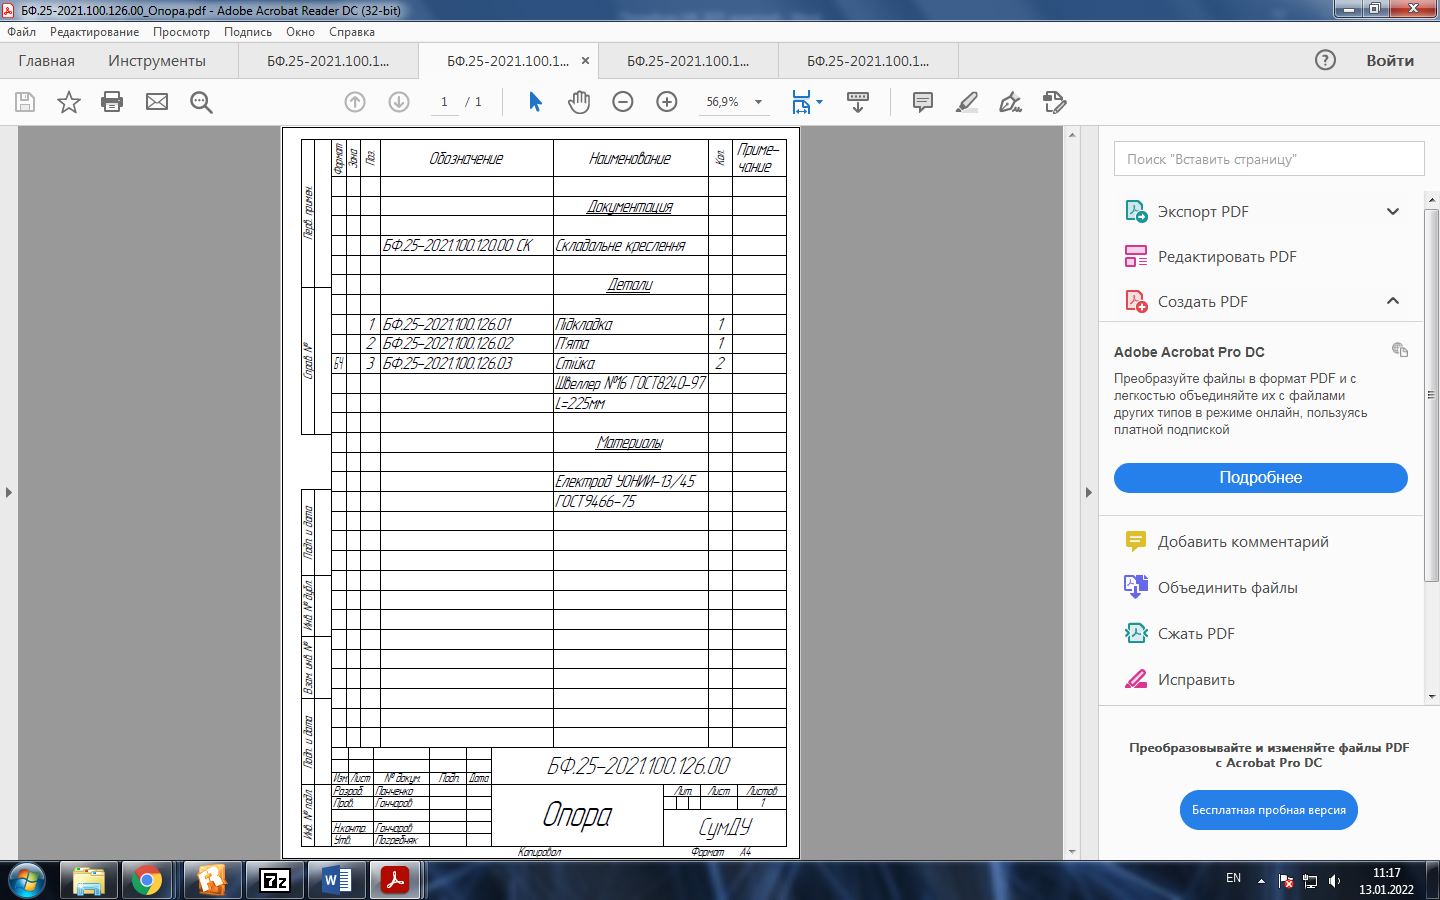 БФ.25-2021.100.126.00_Опора.pdf - Adobe Acrobat Reader DC (32-bit)
Файл Редактирование Просмотр Подпись Окно Справка
Главная Инструменты БФ.25-2021.100.1... БФ.25-2021.100.1... × БФ.25-2021.100.1... БФ.25-2021.100.1... ? Войти
1 / 1 56,9%
Формат Зона Поз. Обозначение Наименование Кол. Приме-
чание
Перв. примен.
Документация
БФ.25-2021.100.120.00 СК Складальне креслення
Детали
1 БФ.25-2021.100.126.01 Підкладка 1
2 БФ.25-2021.100.126.02 П'ята 1
БЧ 3 БФ.25-2021.100.126.03 Стійка 2
Справ. №
Швеллер №16 ГОСТ8240-97
L=225мм
Материалы
Електрод УОНИИ-13/45
ГОСТ9466-75
Подп. и дата
Инв. № дубл.
Взам. инв. №
Подп. и дата
Инв. № подл.
БФ.25-2021.100.126.00
Изм. Лист № докум. Подп. Дата
Разраб. Панченко
Пров. Гончаров
Н.контр. Гончаров
Утв. Погребняк
Опора
Лит. Лист Листов
1
СумДУ
Копировал Формат А4
Поиск "Вставить страницу"
Экспорт PDF
Редактировать PDF
Создать PDF
Adobe Acrobat Pro DC
Преобразуйте файлы в формат PDF и с
легкостью объединяйте их с файлами
других типов в режиме онлайн, пользуясь
платной подпиской
Подробнее
Добавить комментарий
Объединить файлы
Сжать PDF
Исправить
Преобразовывайте и изменяйте файлы PDF
с Acrobat Pro DC
Бесплатная пробная версия
7z W EN 11:17
13.01.2022